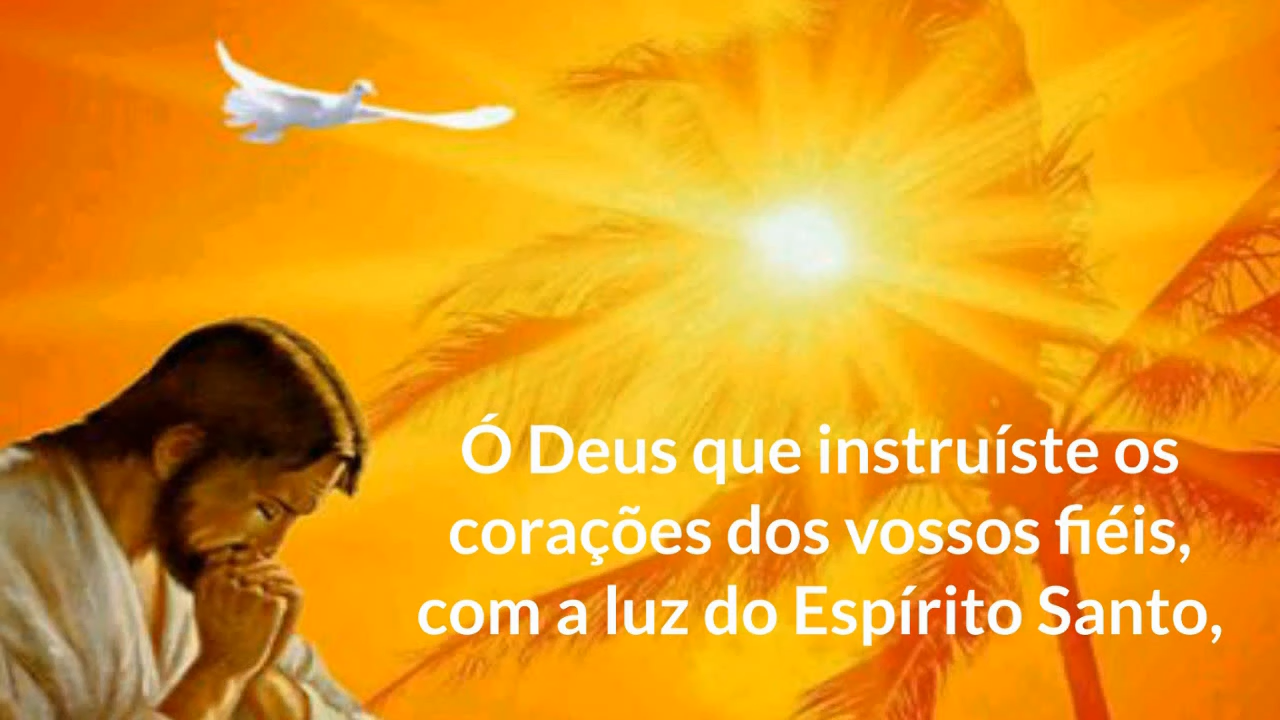 Ó Deus que instruíste os
corações dos vossos fiéis,
com a luz do Espírito Santo,